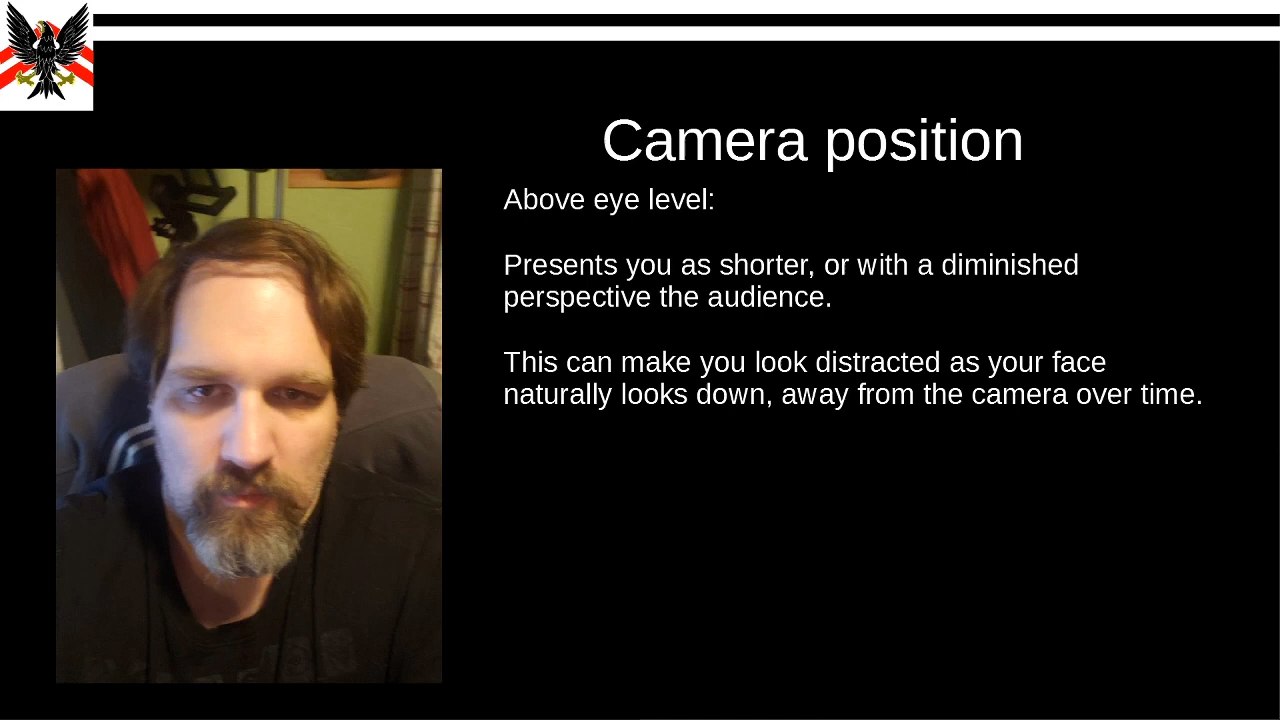 Camera position
Above eye level:
Presents you as shorter, or with a diminished
perspective the audience.
This can make you look distracted as your face
naturally looks down, away from the camera over time.